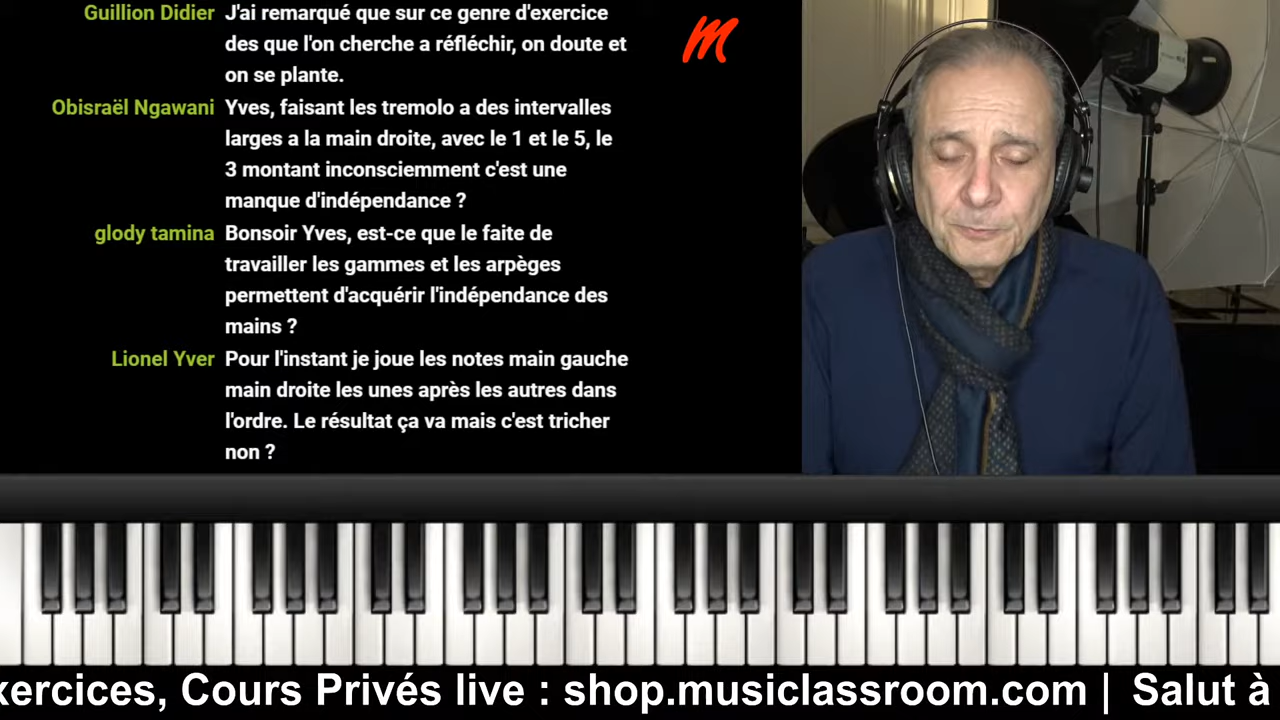 Guillion Didier J'ai remarqué que sur ce genre d'exercice
des que l'on cherche a réfléchir, on doute et
on se plante.
Obisraël Ngawani Yves, faisant les tremolo a des intervalles
larges a la main droite, avec le 1 et le 5, le
3 montant inconsciemment c'est une
manque d'indépendance ?
glody tamina Bonsoir Yves, est-ce que le faite de
travailler les gammes et les arpèges
permettent d'acquérir l'indépendance des
mains ?
Lionel Yver Pour l'instant je joue les notes main gauche
main droite les unes après les autres dans
l'ordre. Le résultat ça va mais c'est tricher
non ?
m
xercices, Cours Privés live : shop.musiclassroom.com | Salut à